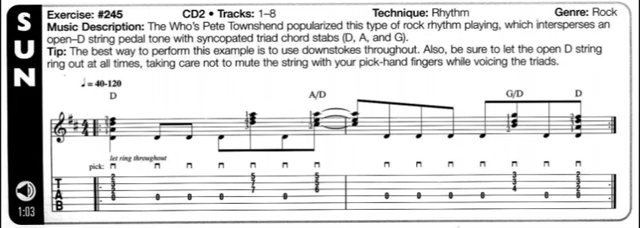 SUN
Exercise: #245 CD2 • Tracks: 1–8 Technique: Rhythm Genre: Rock
Music Description: The Who's Pete Townshend popularized this type of rock rhythm playing, which intersperses an
open–D string pedal tone with syncopated triad chord stabs (D, A, and G).
Tip: The best way to perform this example is to use downstokes throughout. Also, be sure to let the open D string
ring out at all times, taking care not to mute the string with your pick-hand fingers while voicing the triads.
♩ = 40-120
D A/D G/D D
let ring throughout
pick:
T
A
B
1:03